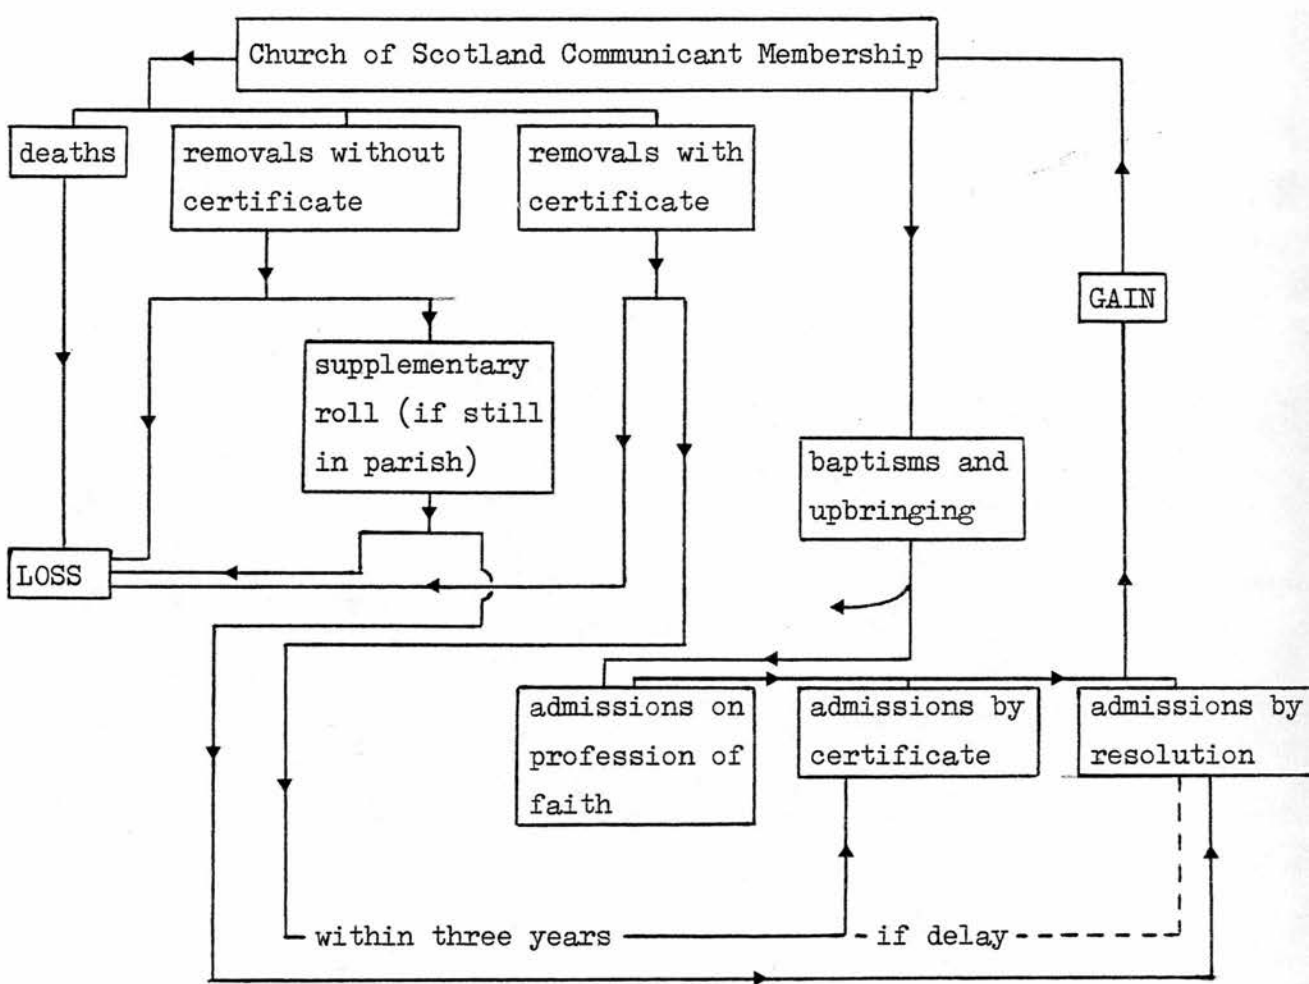 Church of Scotland Communicant Membership
deaths
removals without
certificate
removals with
certificate
GAIN
supplementary
roll (if still
in parish)
baptisms and
upbringing
LOSS
admissions on
profession of
faith
admissions by
certificate
admissions by
resolution
within three years
if delay